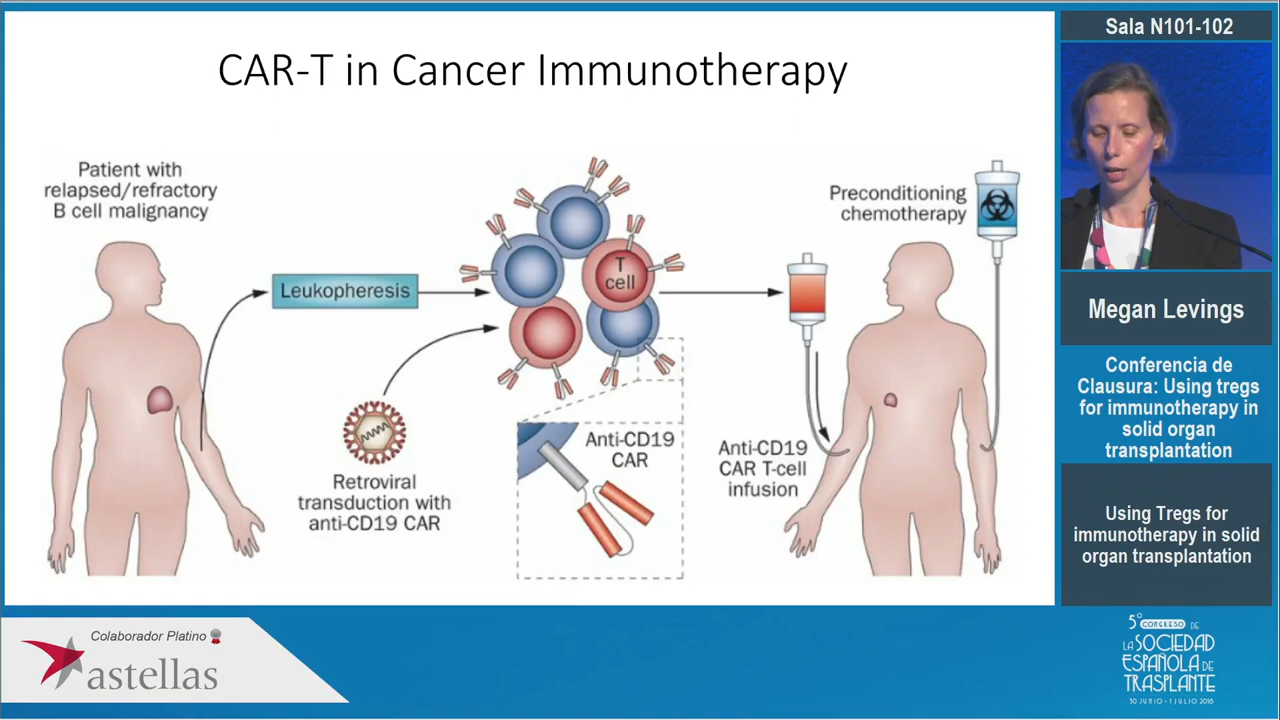 CAR-T in Cancer Immunotherapy
Patient with
relapsed/refractory
B cell malignancy
Leukopheresis
T
cell
Retroviral
transduction with
anti-CD19 CAR
Anti-CD19
CAR
Anti-CD19
CAR T-cell
infusion
Preconditioning
chemotherapy
Sala N101-102
Megan Levings
Conferencia de
Clausura: Using tregs
for immunotherapy in
solid organ
transplantation
Using Tregs for
immunotherapy in solid
organ transplantation
Colaborador Platino
astellas
5º CONGRESO DE
LA SOCIEDAD
ESPAÑOLA DE
TRASPLANTE
30 JUNIO - 1 JULIO 2018